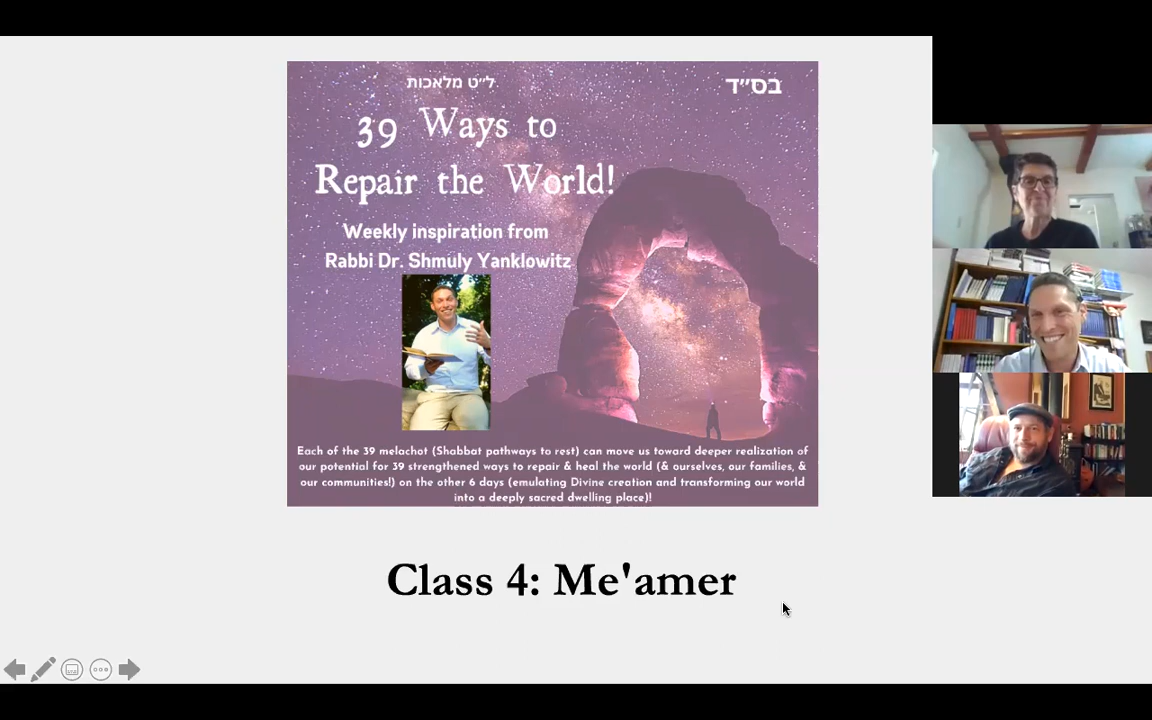 ל״ט מלאכות
בס״ד
39 Ways to
Repair the World!
Weekly inspiration from
Rabbi Dr. Shmuly Yanklowitz
Each of the 39 melachot (Shabbat pathways to rest) can move us toward deeper realization of
our potential for 39 strengthened ways to repair & heal the world (& ourselves, our families, &
our communities!) on the other 6 days (emulating Divine creation and transforming our world
into a deeply sacred dwelling place)!
Class 4: Me'amer